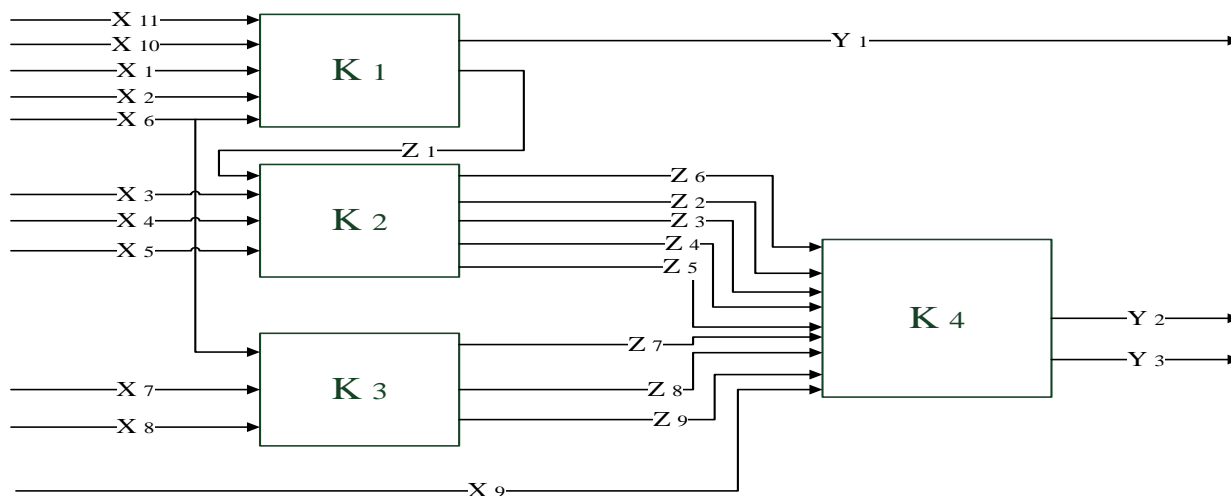 X 11
X 10
X 1
X 2
X 6
K 1
Y 1
Z 1
X 3
X 4
X 5
K 2
Z 6
Z 2
Z 3
Z 4
Z 5
K 4
Y 2
Y 3
X 7
X 8
K 3
Z 7
Z 8
Z 9
X 9